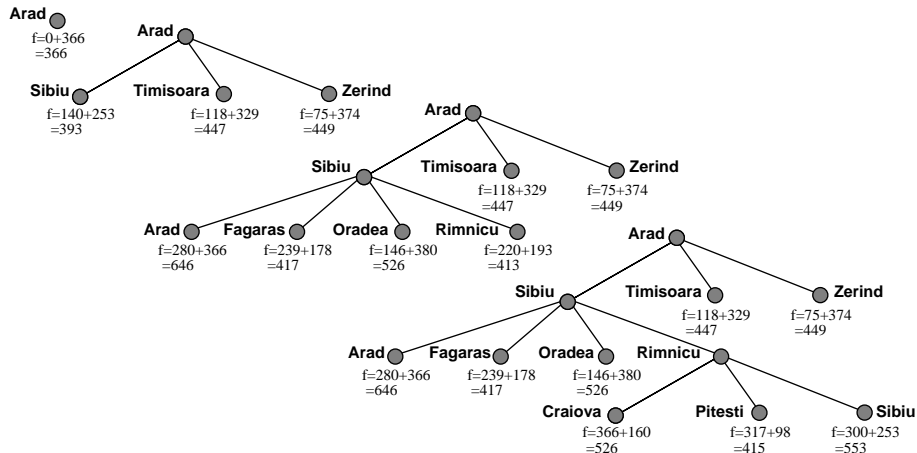 Arad
f=0+366
=366
Arad
Sibiu
Timisoara
Zerind
f=140+253
=393
f=118+329
=447
f=75+374
=449
Arad
Sibiu
Timisoara
Zerind
f=118+329
=447
f=75+374
=449
Arad
Fagaras
Oradea
Rimnicu
f=280+366
=646
f=239+178
=417
f=146+380
=526
f=220+193
=413
Arad
Sibiu
Timisoara
Zerind
f=118+329
=447
f=75+374
=449
Arad
Fagaras
Oradea
Rimnicu
f=280+366
=646
f=239+178
=417
f=146+380
=526
Craiova
Pitesti
Sibiu
f=366+160
=526
f=317+98
=415
f=300+253
=553